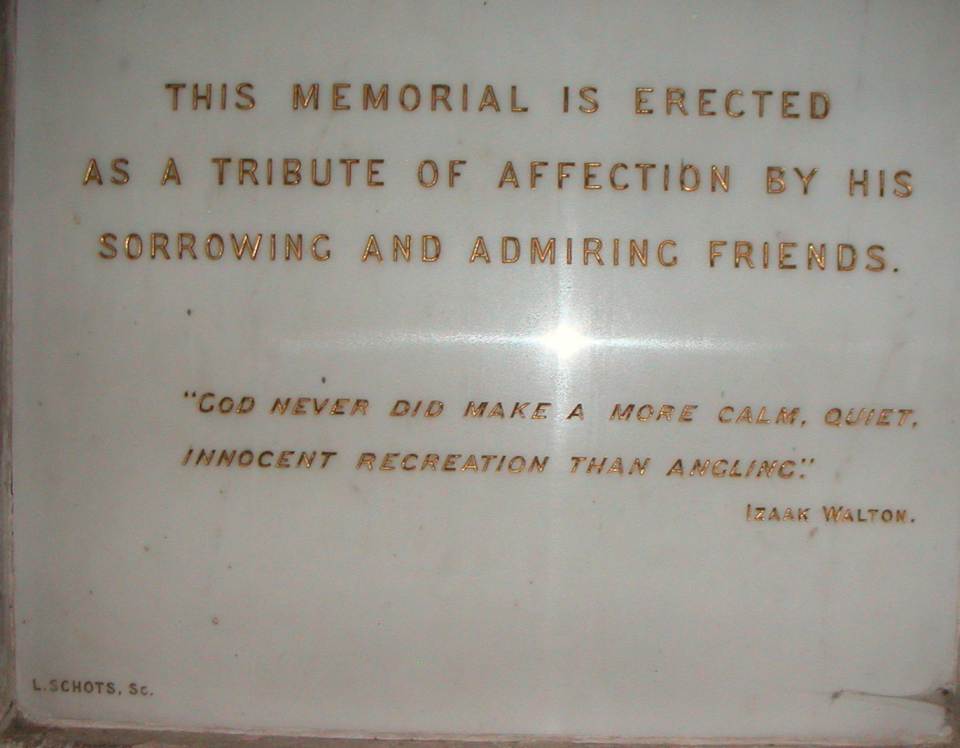 THIS MEMORIAL IS ERECTED
AS A TRIBUTE OF AFFECTION BY HIS
SORROWING AND ADMIRING FRIENDS.
"GOD NEVER DID MAKE A MORE CALM, QUIET,
INNOCENT RECREATION THAN ANGLING."
IZAAK WALTON.
L. SCHOTS, Sc.